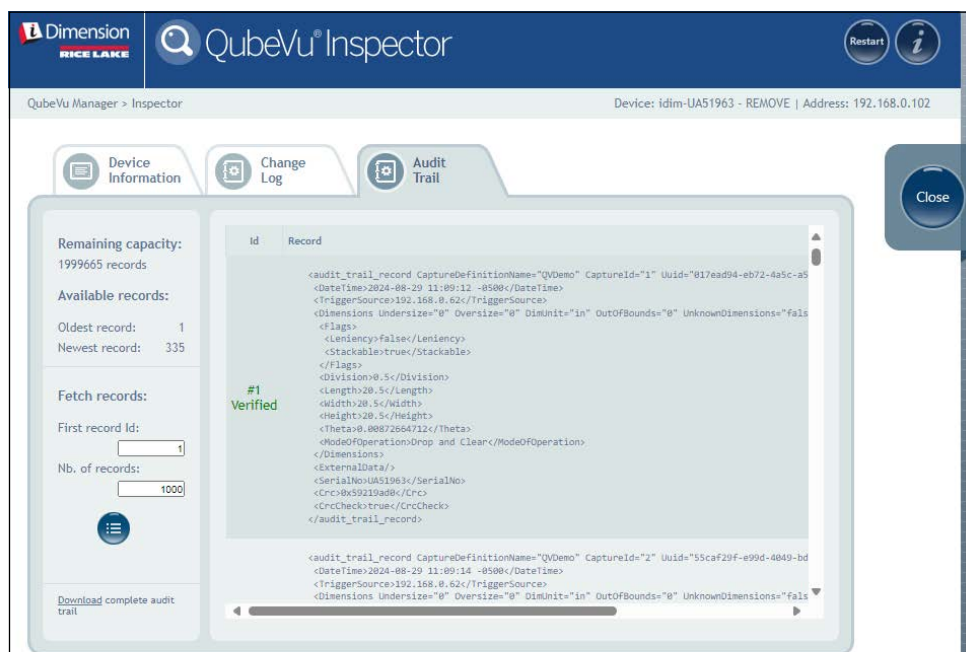 i Dimension
RICE LAKE
QubeVu® Inspector
Restart
i
QubeVu Manager > Inspector
Device: idim-UA51963 - REMOVE | Address: 192.168.0.102
Device
Information
Change
Log
Audit
Trail
Close
Remaining capacity:
1999665 records
Available records:
Oldest record: 1
Newest record: 335
Fetch records:
First record Id:
1
Nb. of records:
1000
Download complete audit
trail
Id Record
#1
Verified
<audit_trail_record CaptureDefinitionName="QVDemo" CaptureId="1" Uuid="017ead94-eb72-4a5c-a5
<DateTime>2024-08-29 11:09:12 -0500</DateTime>
<TriggerSource>192.168.0.62</TriggerSource>
<Dimensions Undersize="0" Oversize="0" DimUnit="in" OutOfBounds="0" UnknownDimensions="fals
<Flags>
<Leniency>false</Leniency>
<Stackable>true</Stackable>
</Flags>
<Division>0.5</Division>
<Length>20.5</Length>
<Width>20.5</Width>
<Height>20.5</Height>
<Theta>0.00872664712</Theta>
<ModeOfOperation>Drop and Clear</ModeOfOperation>
</Dimensions>
<ExternalData/>
<SerialNo>UA51963</SerialNo>
<Crc>0x59219ad0</Crc>
<CrcCheck>true</CrcCheck>
</audit_trail_record>
<audit_trail_record CaptureDefinitionName="QVDemo" CaptureId="2" Uuid="55caf29f-e99d-4049-bd
<DateTime>2024-08-29 11:09:14 -0500</DateTime>
<TriggerSource>192.168.0.62</TriggerSource>
<Dimensions Undersize="0" Oversize="0" DimUnit="in" OutOfBounds="0" UnknownDimensions="fals